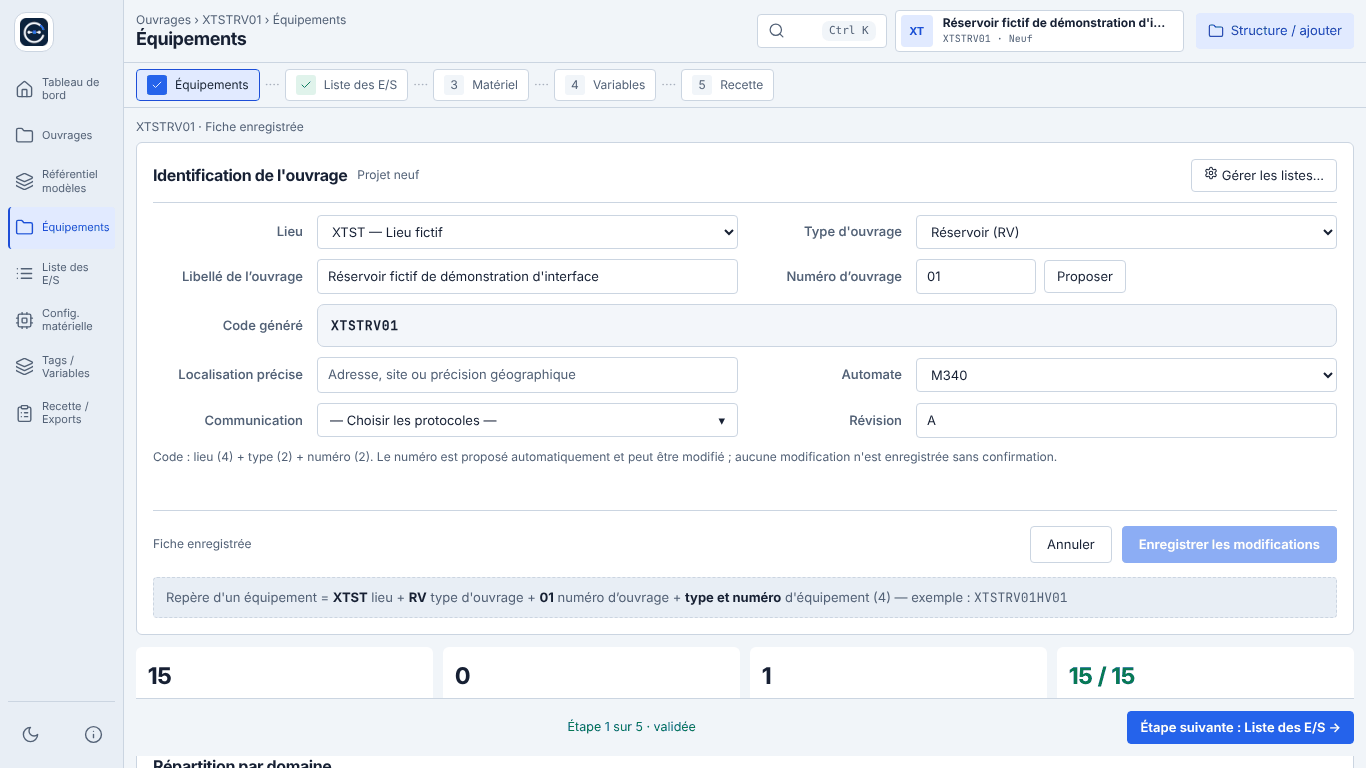 Ouvrages › XTSTRV01 › Équipements
Équipements
Ctrl K
XT
Réservoir fictif de démonstration d'i...
XTSTRV01 · Neuf
Structure / ajouter
Tableau de
bord
Ouvrages
Référentiel
modèles
Équipements
Liste des
E/S
Config.
matérielle
Tags /
Variables
Recette /
Exports
Équipements
Liste des E/S
3 Matériel
4 Variables
5 Recette
XTSTRV01 · Fiche enregistrée
Identification de l'ouvrage Projet neuf
Gérer les listes...
Lieu XTST — Lieu fictif
Type d'ouvrage Réservoir (RV)
Libellé de l’ouvrage Réservoir fictif de démonstration d'interface
Numéro d’ouvrage 01 Proposer
Code généré XTSTRV01
Localisation précise Adresse, site ou précision géographique
Automate M340
Communication — Choisir les protocoles —
Révision A
Code : lieu (4) + type (2) + numéro (2). Le numéro est proposé automatiquement et peut être modifié ; aucune modification n'est enregistrée sans confirmation.
Fiche enregistrée
Annuler
Enregistrer les modifications
Repère d'un équipement = XTST lieu + RV type d'ouvrage + 01 numéro d’ouvrage + type et numéro d'équipement (4) — exemple : XTSTRV01HV01
15
0
1
15 / 15
Étape 1 sur 5 · validée
Étape suivante : Liste des E/S →
Répartition par domaine